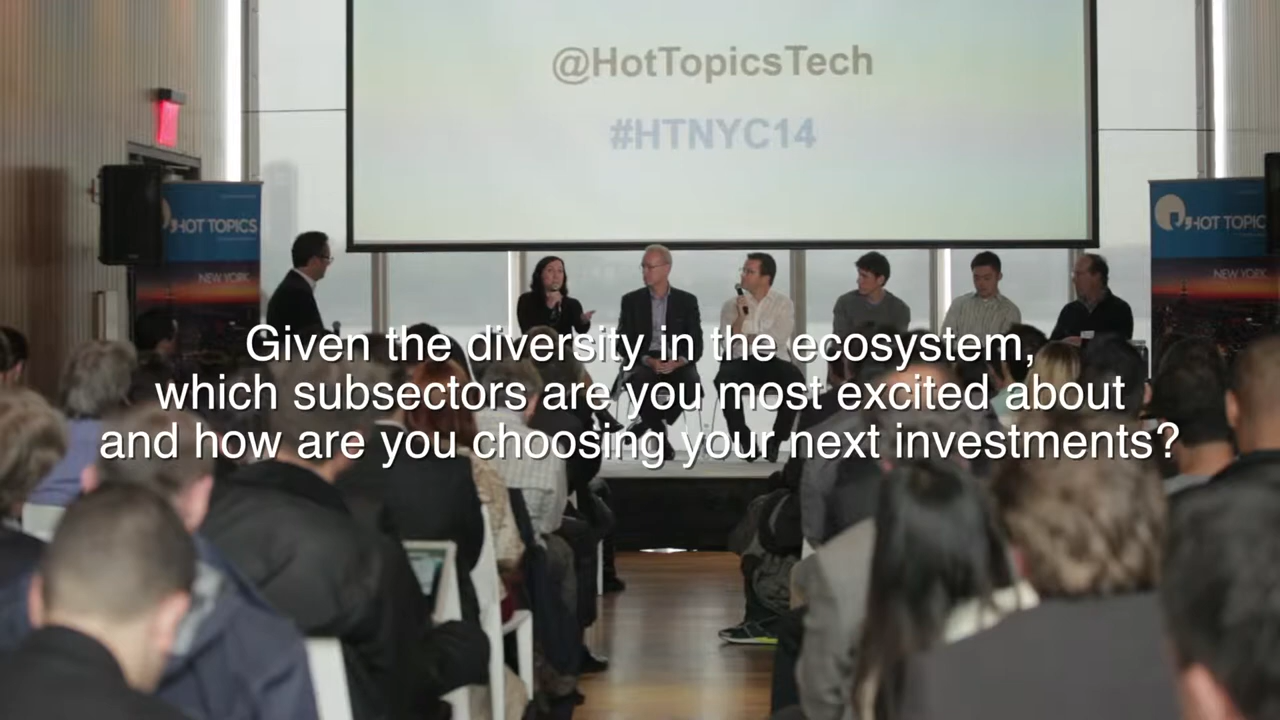 @HotTopicsTech
#HTNYC14
HOT TOPICS
NEW YORK
HOT TOPIC
NEW YORK
Given the diversity in the ecosystem,
which subsectors are you most excited about
and how are you choosing your next investments?